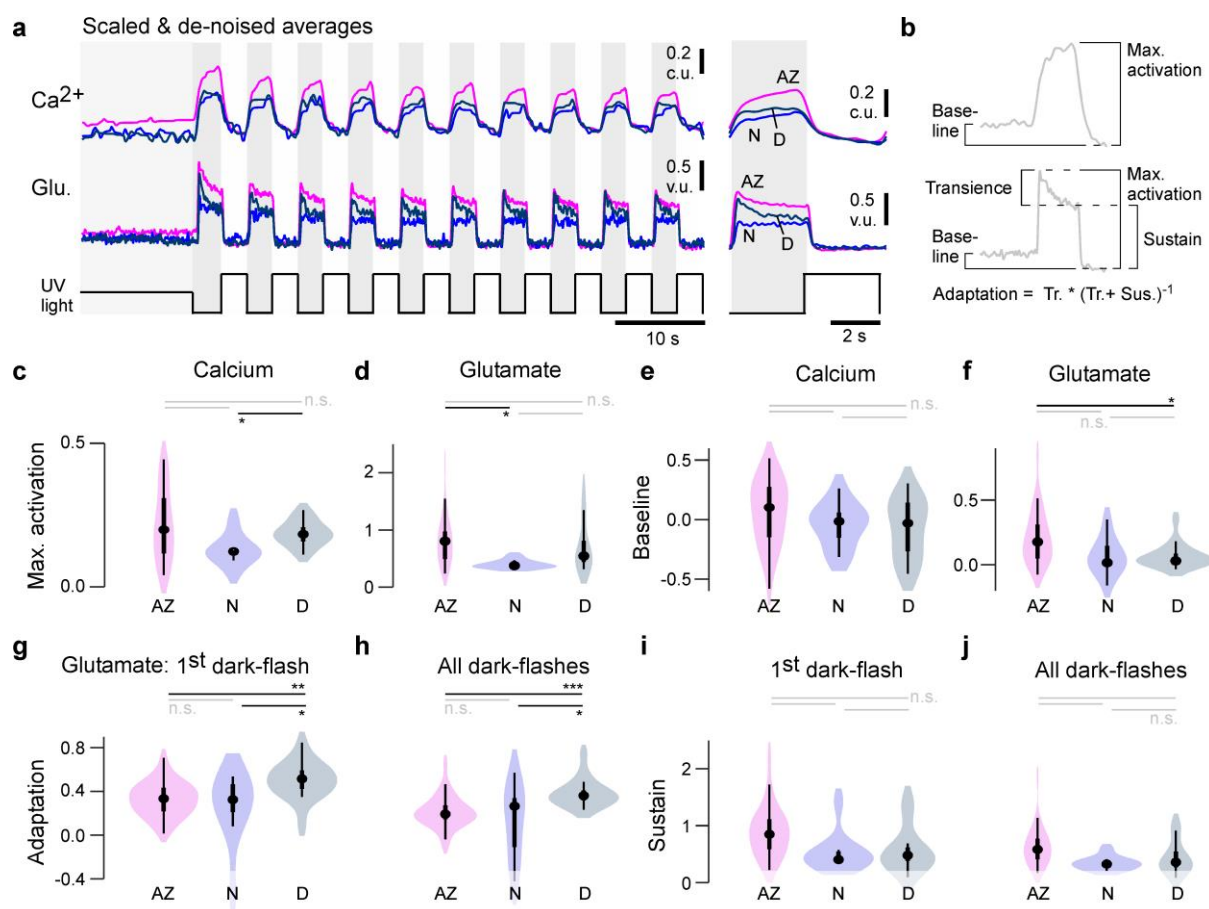 a Scaled & de-noised averages
Ca2+
0.2
c.u.
AZ
N
D
0.2
c.u.
Glu.
0.5
v.u.
AZ
N
D
0.5
v.u.
UV
light
10 s
2 s
b
Max.
activation
Base-
line
Transience
Max.
activation
Base-
line
Sustain
Adaptation = Tr. * (Tr.+ Sus.)-1
c Calcium
n.s.
*
0.5
0.0
Max. activation
AZ N D
d Glutamate
n.s.
*
2
1
0
AZ N D
e Calcium
n.s.
0.5
0.0
-0.5
Baseline
AZ N D
f Glutamate
*
n.s.
0.5
0.0
AZ N D
g Glutamate: 1st dark-flash
**
n.s.
*
0.8
0.4
0.0
-0.4
Adaptation
AZ N D
h All dark-flashes
***
n.s.
*
AZ N D
i 1st dark-flash
n.s.
2
1
0
Sustain
AZ N D
j All dark-flashes
n.s.
AZ N D